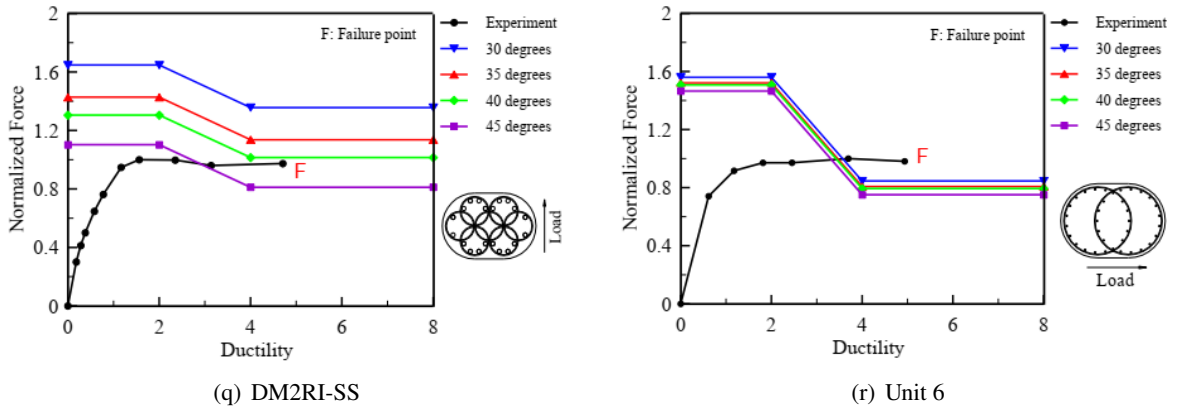 2
1.6
1.2
0.8
0.4
0
Normalized Force
0 2 4 6 8
Ductility
F: Failure point
F
Experiment
30 degrees
35 degrees
40 degrees
45 degrees
Load
(q) DM2RI-SS
2
1.6
1.2
0.8
0.4
0
Normalized Force
0 2 4 6 8
Ductility
F: Failure point
F
Experiment
30 degrees
35 degrees
40 degrees
45 degrees
Load
(r) Unit 6